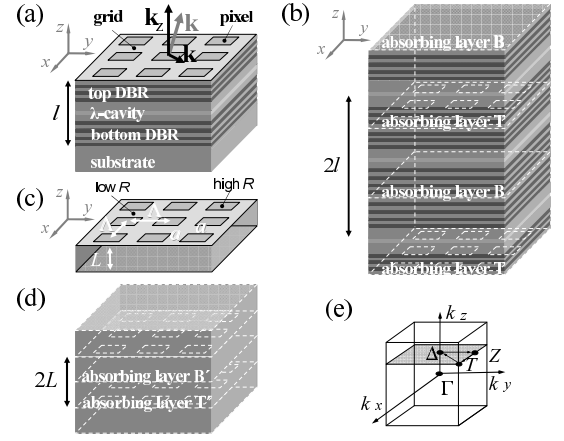 (a)
grid
k_z
k
pixel
k
z
y
x
top DBR
λ-cavity
bottom DBR
substrate
l
(b)
z
y
x
absorbing layer B
absorbing layer T
absorbing layer B
absorbing layer T
2l
(c)
low R
high R
z
y
x
Λ
Δ
a
a
L
(d)
absorbing layer B
absorbing layer T
2L
(e)
k z
Δ
Z
T
Γ
k y
k x